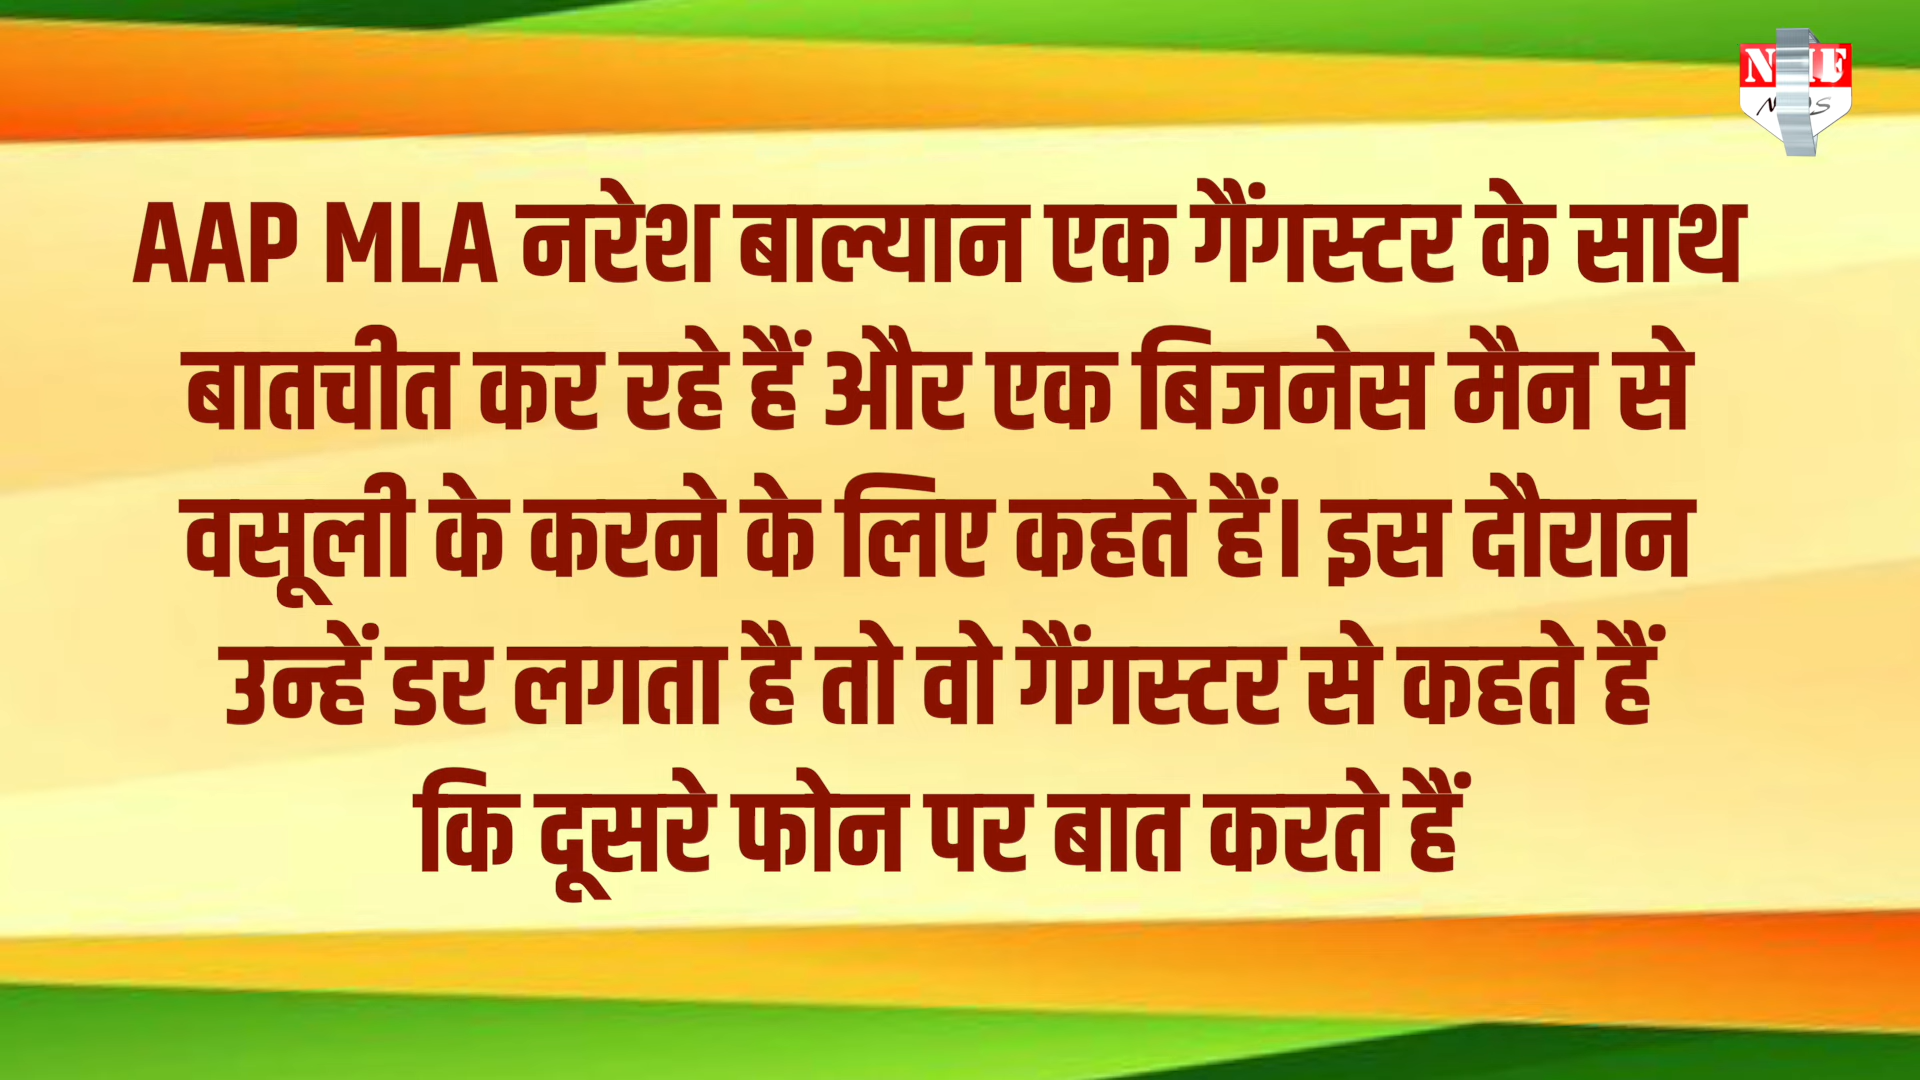 AAP MLA नरेश बाल्यान एक गैंगस्टर के साथ
बातचीत कर रहे हैं और एक बिजनेस मैन से
वसूली के करने के लिए कहते हैं। इस दौरान
उन्हें डर लगता है तो वो गैंगस्टर से कहते हैं
कि दूसरे फोन पर बात करते हैं